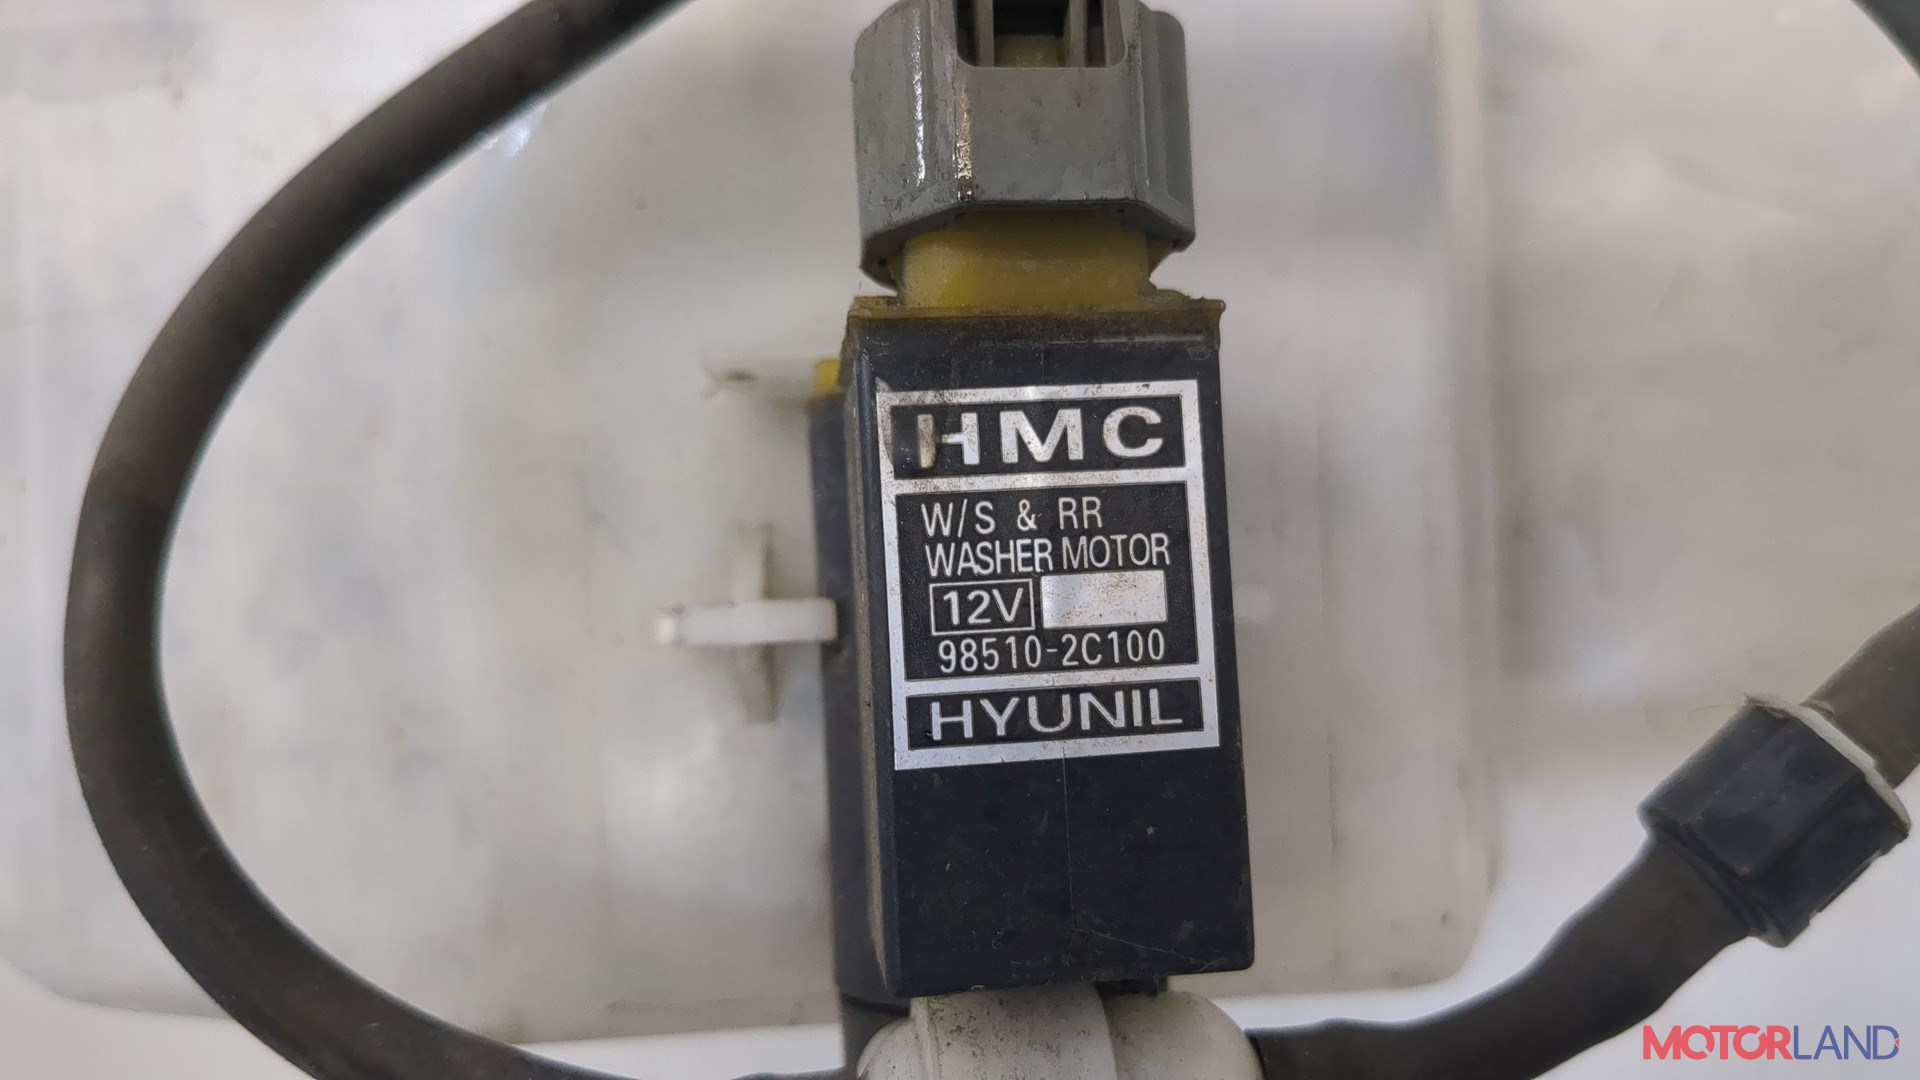 HMC
W/S & RR
WASHER MOTOR
12V
98510-2C100
HYUNIL
MOTORLAND